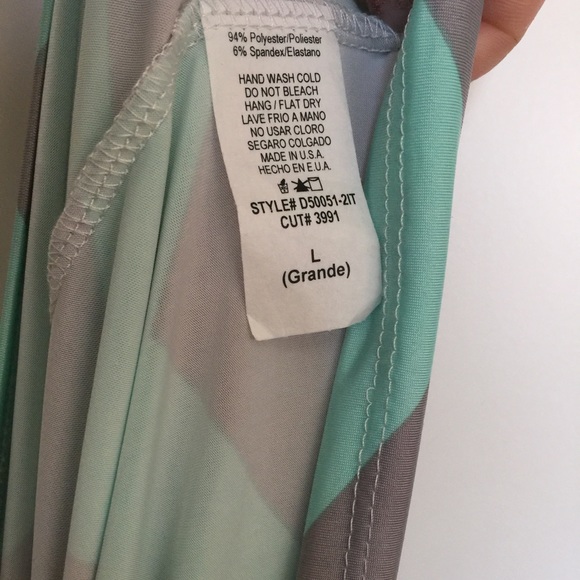 94% Polyester/Poliester
6% Spandex/Elastano
HAND WASH COLD
DO NOT BLEACH
HANG / FLAT DRY
LAVE FRIO A MANO
NO USAR CLORO
SEGARO COLGADO
MADE IN U.S.A.
HECHO EN E.U.A.
STYLE# D50051-2IT
CUT# 3991
L
(Grande)